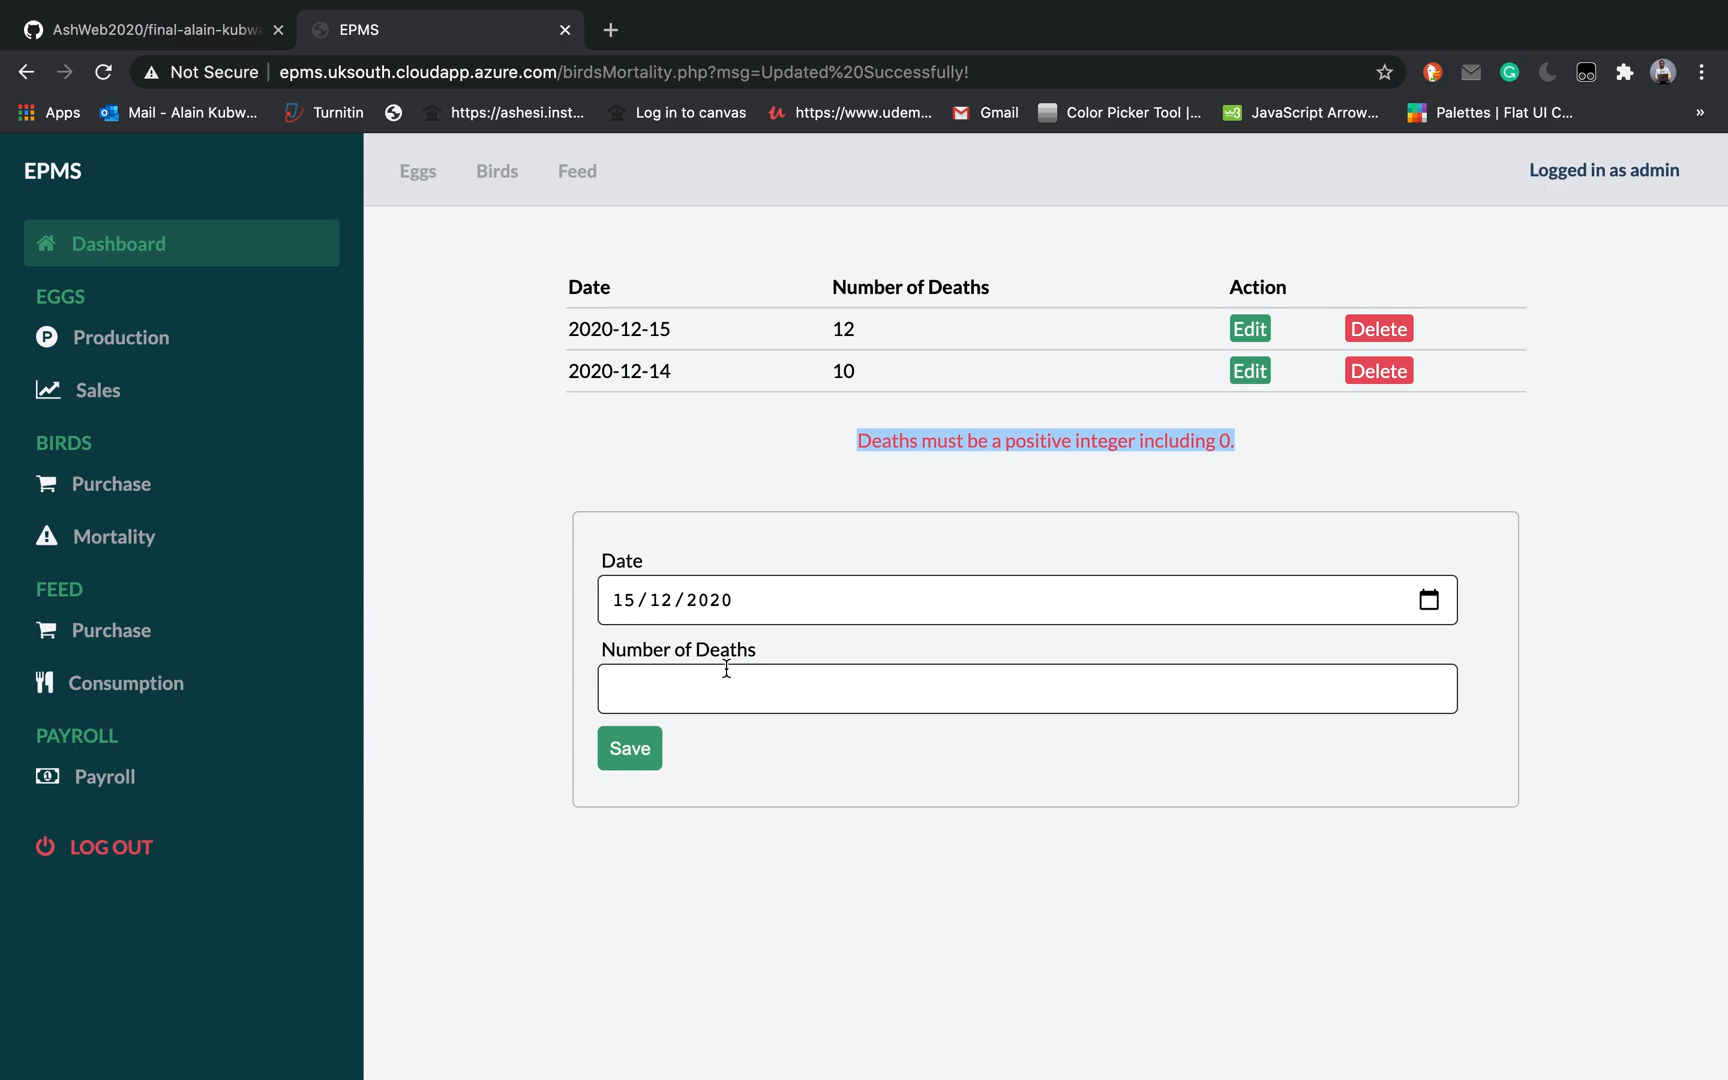 AshWeb2020/final-alain-kubw
EPMS
Not Secure
epms.uksouth.cloudapp.azure.com/birdsMortality.php?msg=Updated%20Successfully!
Apps
Mail - Alain Kubw...
Turnitin
https://ashesi.inst...
Log in to canvas
https://www.udem...
Gmail
Color Picker Tool |...
JavaScript Arrow...
Palettes | Flat UI C...
»
EPMS
Eggs
Birds
Feed
Logged in as admin
Dashboard
EGGS
Production
Sales
BIRDS
Purchase
Mortality
FEED
Purchase
Consumption
PAYROLL
Payroll
LOG OUT
Date Number of Deaths Action
2020-12-15 12 Edit Delete
2020-12-14 10 Edit Delete
Deaths must be a positive integer including 0.
Date
15/12/2020
Number of Deaths
Save